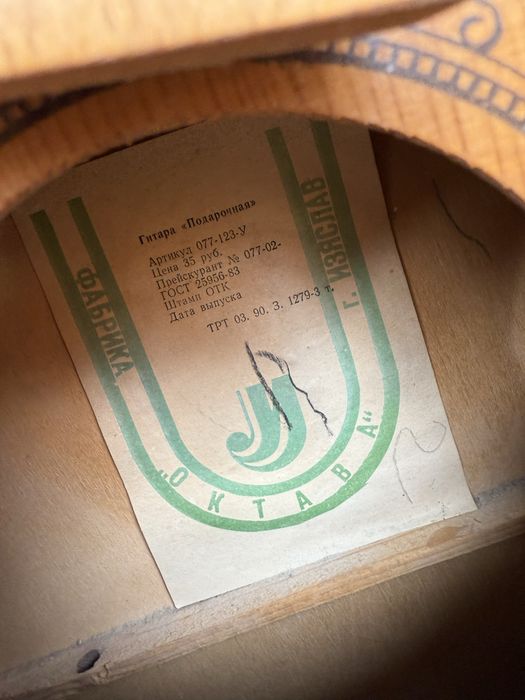 Гитара «Подарочная»
Артикул 077-123-У
Цена 35 руб.
Прейскурант № 077-02-
ГОСТ 25956-83
Штамп ОТК
Дата выпуска
ТРТ 03. 90. З. 1279-3 т.
ФАБРИКА
„ОКТАВА“
г. ИЗЯСЛАВ